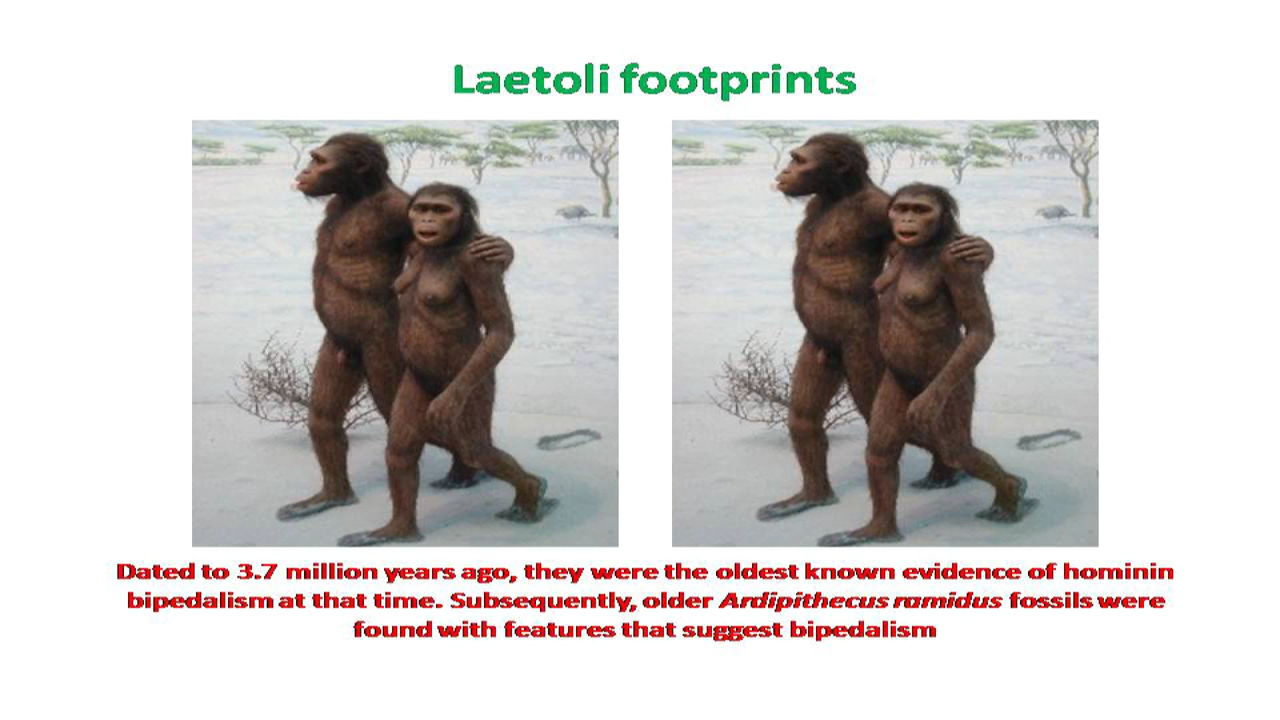 Laetoli footprints
Dated to 3.7 million years ago, they were the oldest known evidence of hominin
bipedalism at that time. Subsequently, older Ardipithecus ramidus fossils were
found with features that suggest bipedalism